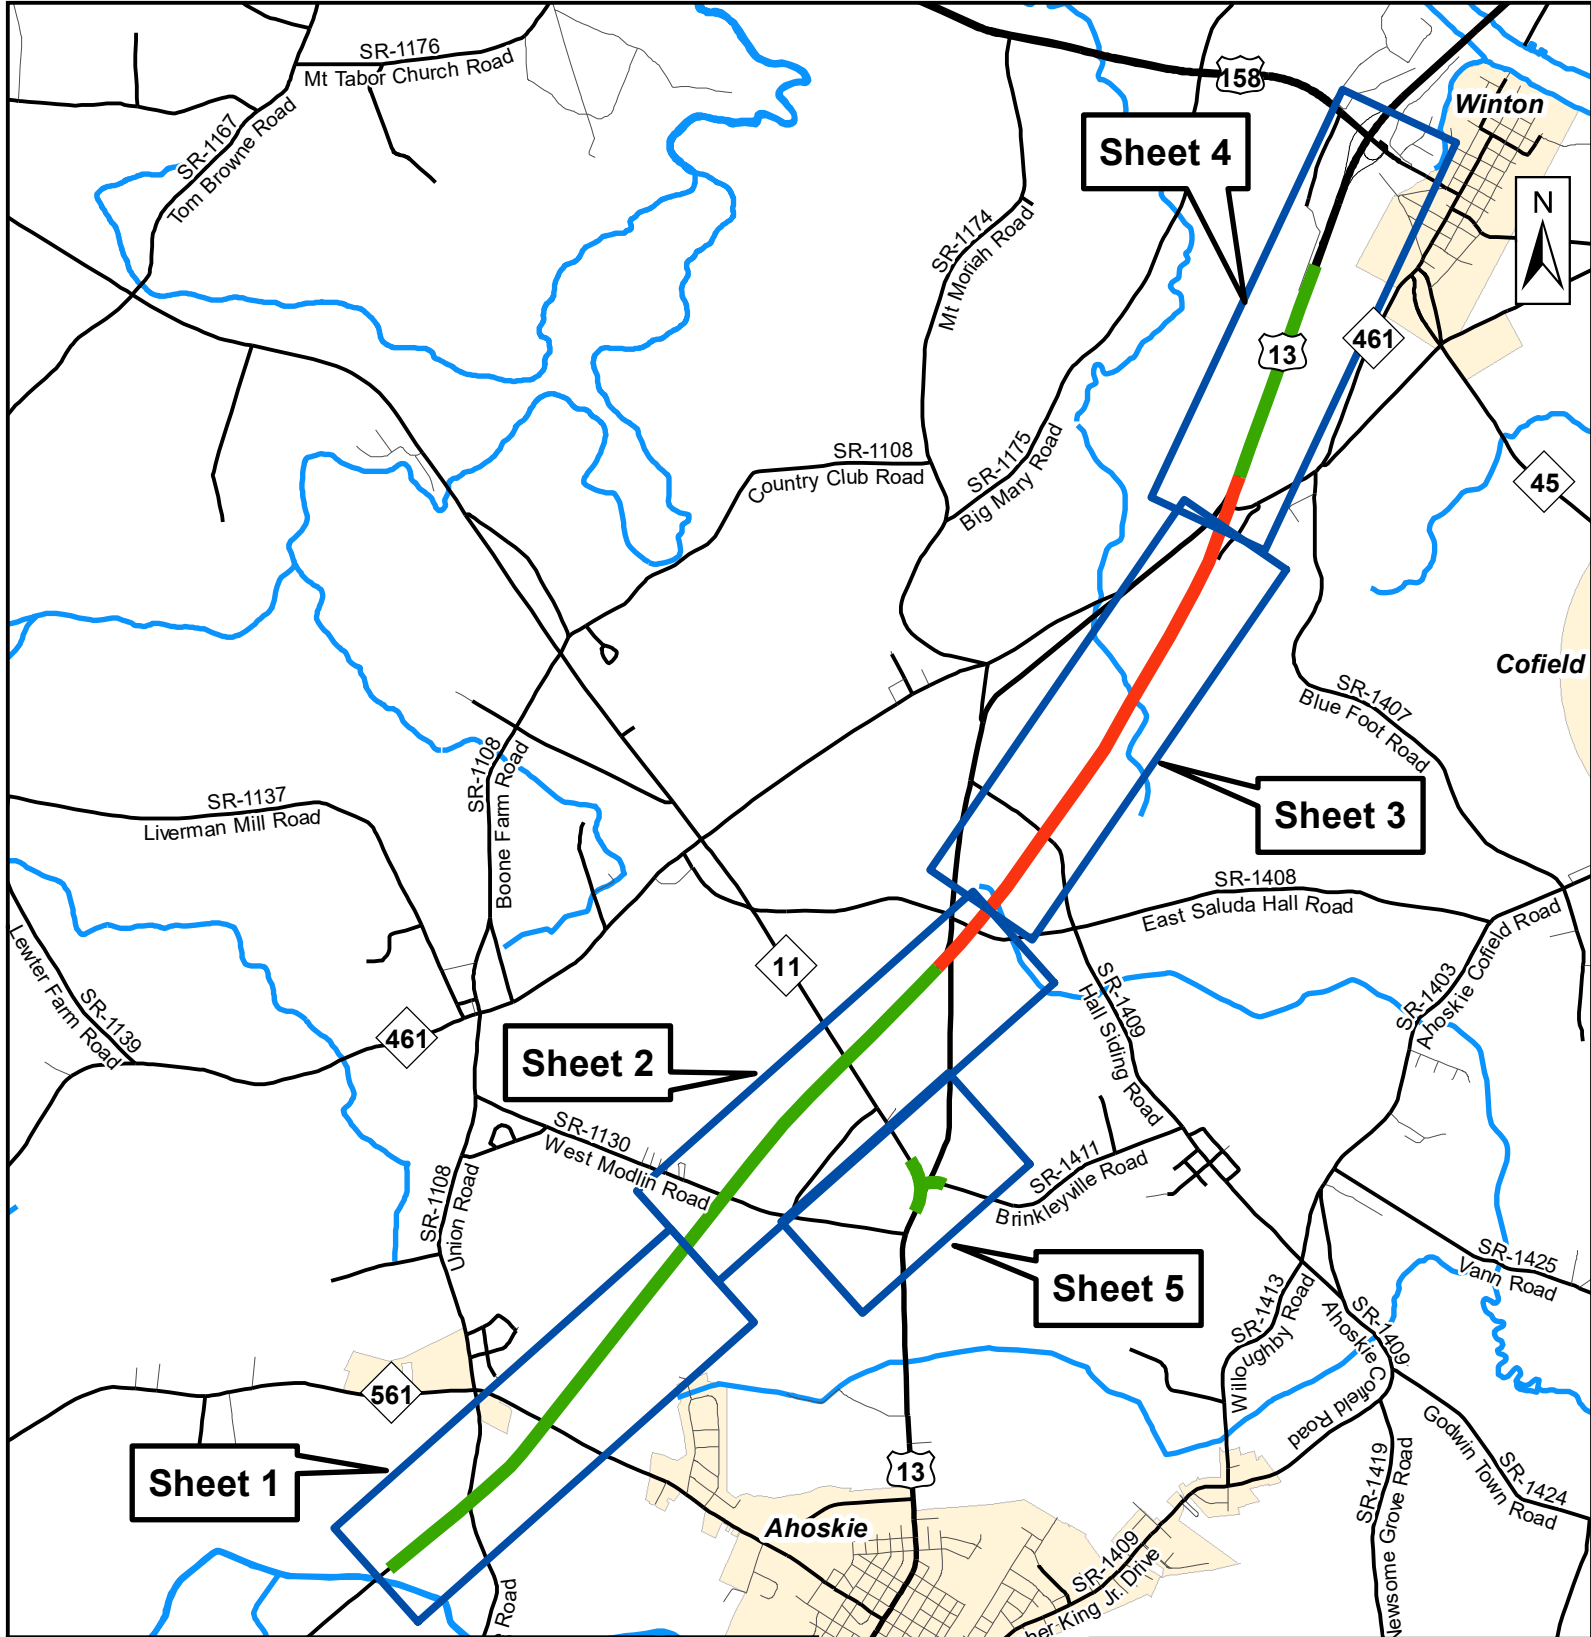 SR-1176
Mt Tabor Church Road
158
Winton
Sheet 4
SR-1167
Tom Browne Road
N
SR-1174
Mt Moriah Road
13
461
SR-1108
Country Club Road
SR-1175
Big Mary Road
45
Cofield
SR-1407
Blue Foot Road
SR-1108
Boone Farm Road
SR-1137
Liverman Mill Road
Sheet 3
SR-1408
East Saluda Hall Road
Lewter Farm Road
SR-1139
11
SR-1409
Hall Siding Road
SR-1403
Ahoskie Cofield Road
461
Sheet 2
SR-1130
West Modlin Road
SR-1411
Brinkleyville Road
SR-1108
Union Road
Sheet 5
SR-1425
Vann Road
SR-1413
Willoughby Road
SR-1409
Ahoskie Cofield Road
561
Sheet 1
13
Ahoskie
Godwin Town Road
SR-1424
SR-1419
Newsome Grove Road
SR-1409
her King Jr. Drive
Road